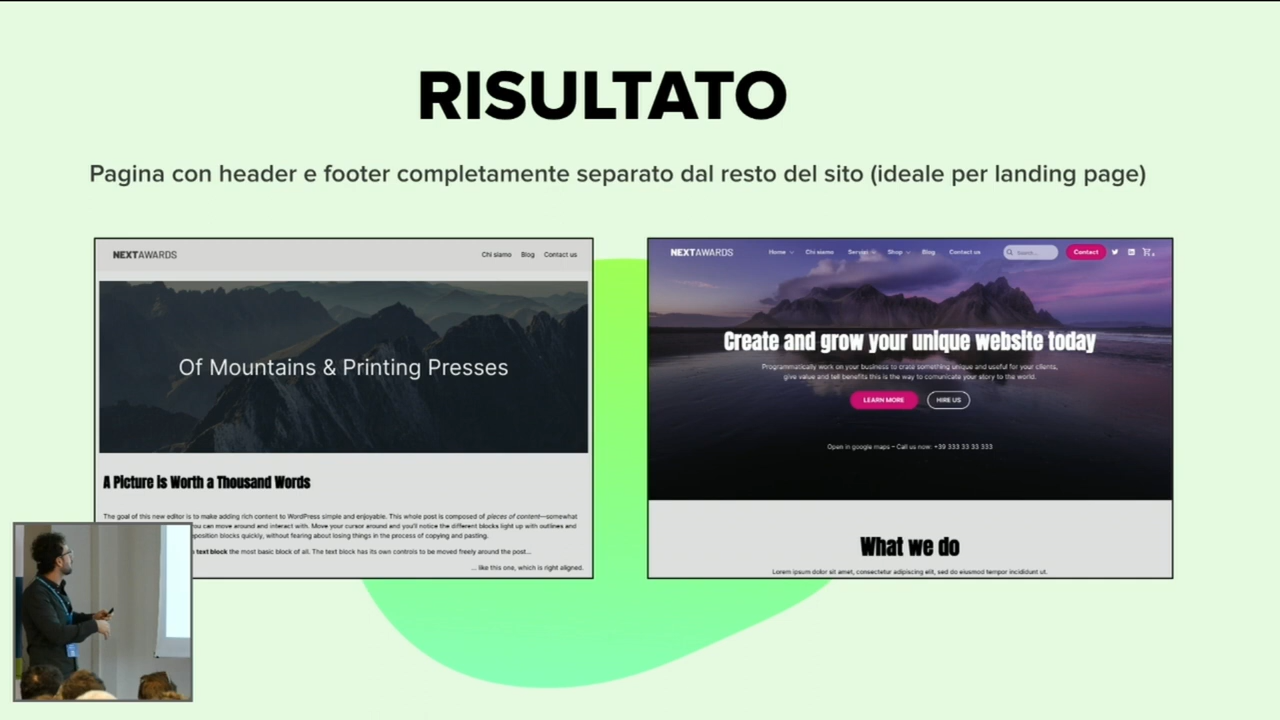 RISULTATO
Pagina con header e footer completamente separato dal resto del sito (ideale per landing page)
NEXTAWARDS
Chi siamo Blog Contact us
Of Mountains & Printing Presses
A Picture is Worth a Thousand Words
The goal of this new editor is to make adding rich content to WordPress simple and enjoyable. This whole post is composed of pieces of content—somewhat
you can move around and interact with. Move your cursor around and you'll notice the different blocks light up with outlines and
eposition blocks quickly, without fearing about losing things in the process of copying and pasting.
text block the most basic block of all. The text block has its own controls to be moved freely around the post...
... like this one, which is right aligned.
NEXTAWARDS
Home Chi siamo Servizi Shop Blog Contact us
Search...
Contact
Create and grow your unique website today
Programmatically work on your business to crate something unique and useful for your clients,
give value and tell benefits this is the way to comunicate your story to the world.
LEARN MORE
HIRE US
Open in google maps – Call us now: +39 333 33 33 333
What we do
Lorem ipsum dolor sit amet, consectetur adipiscing elit, sed do eiusmod tempor incididunt ut.